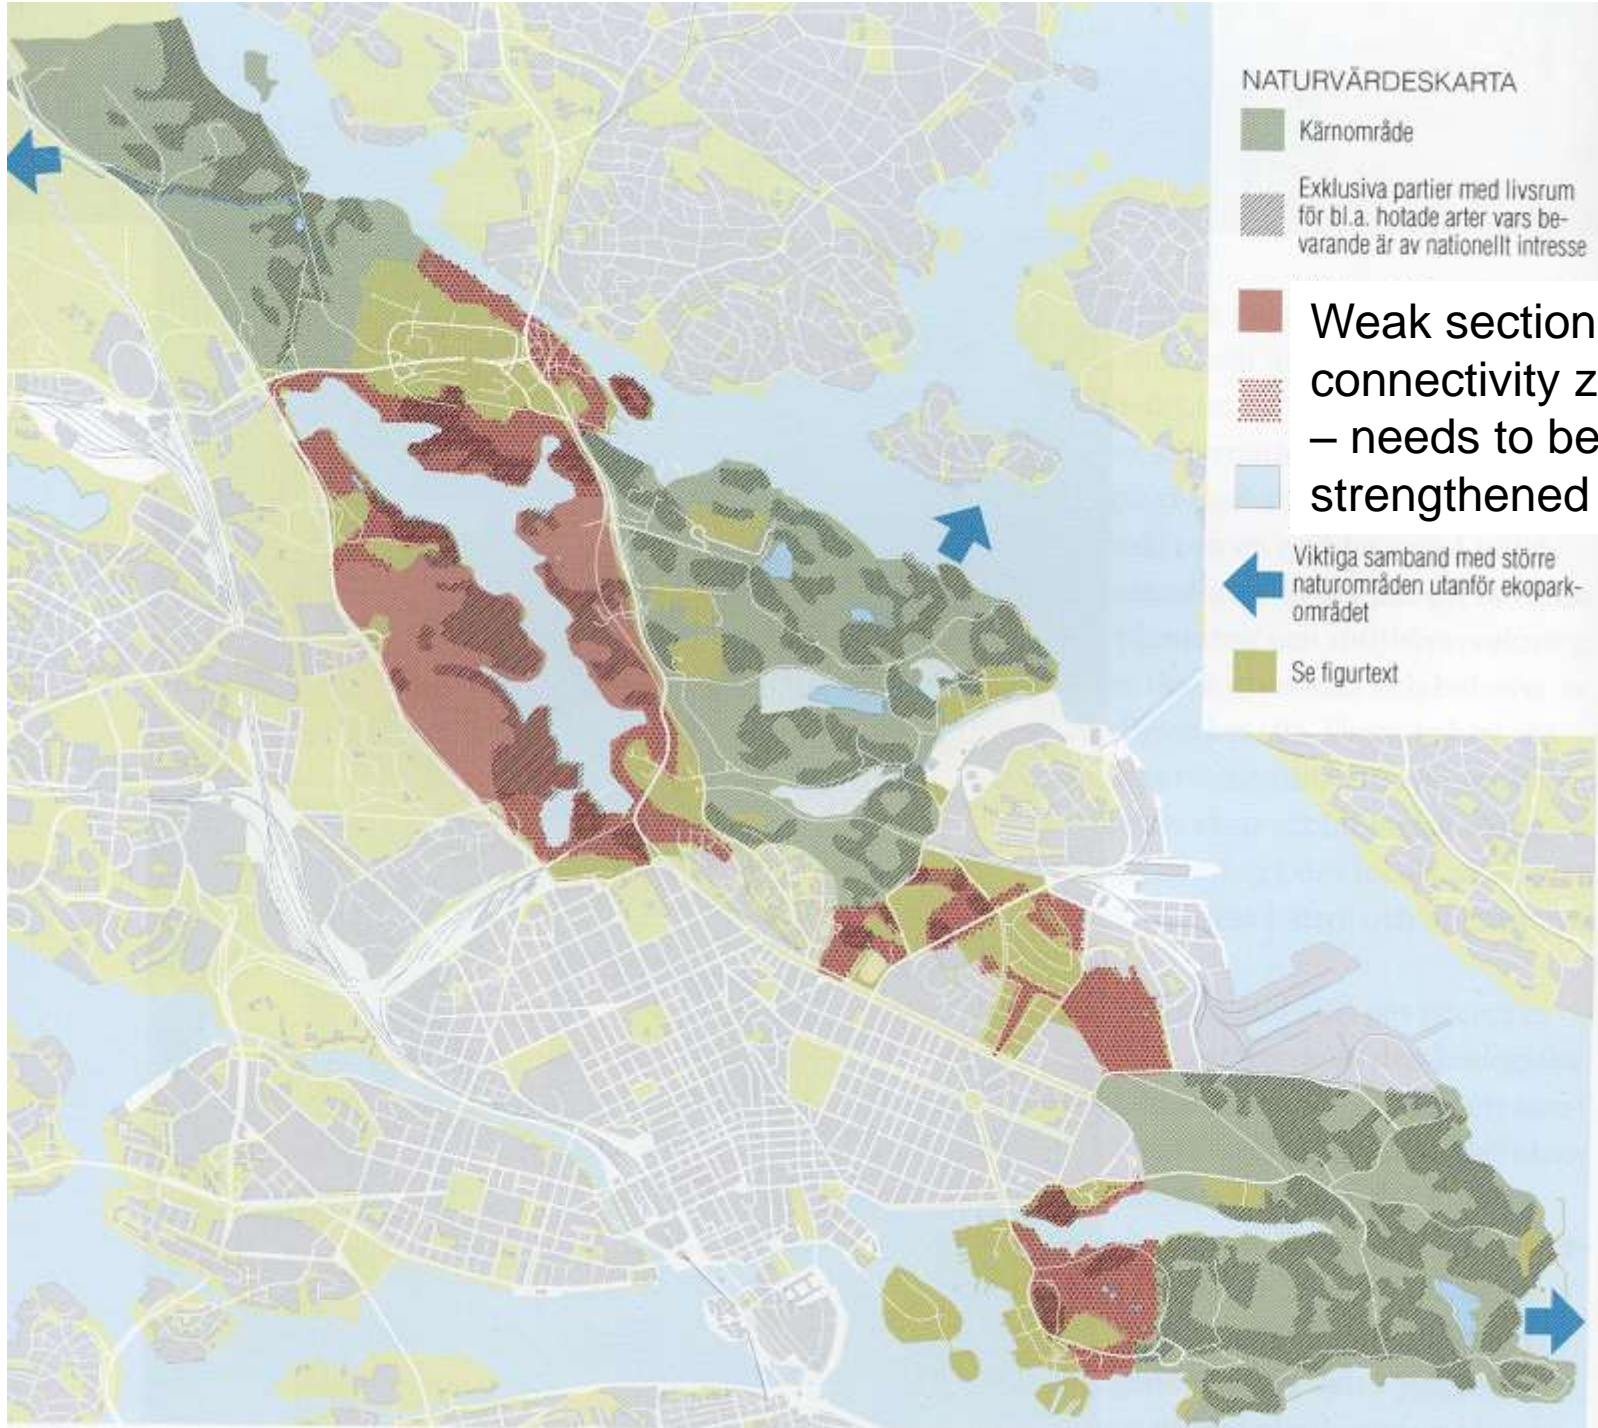 NATURVÄRDESKARTA
Kärnområde
Exklusiva partier med livsrum
för bl.a. hotade arter vars be-
varande är av nationellt intresse
Weak section
connectivity z
– needs to be
strengthened
Viktiga samband med större
naturområden utanför ekopark-
området
Se figurtext